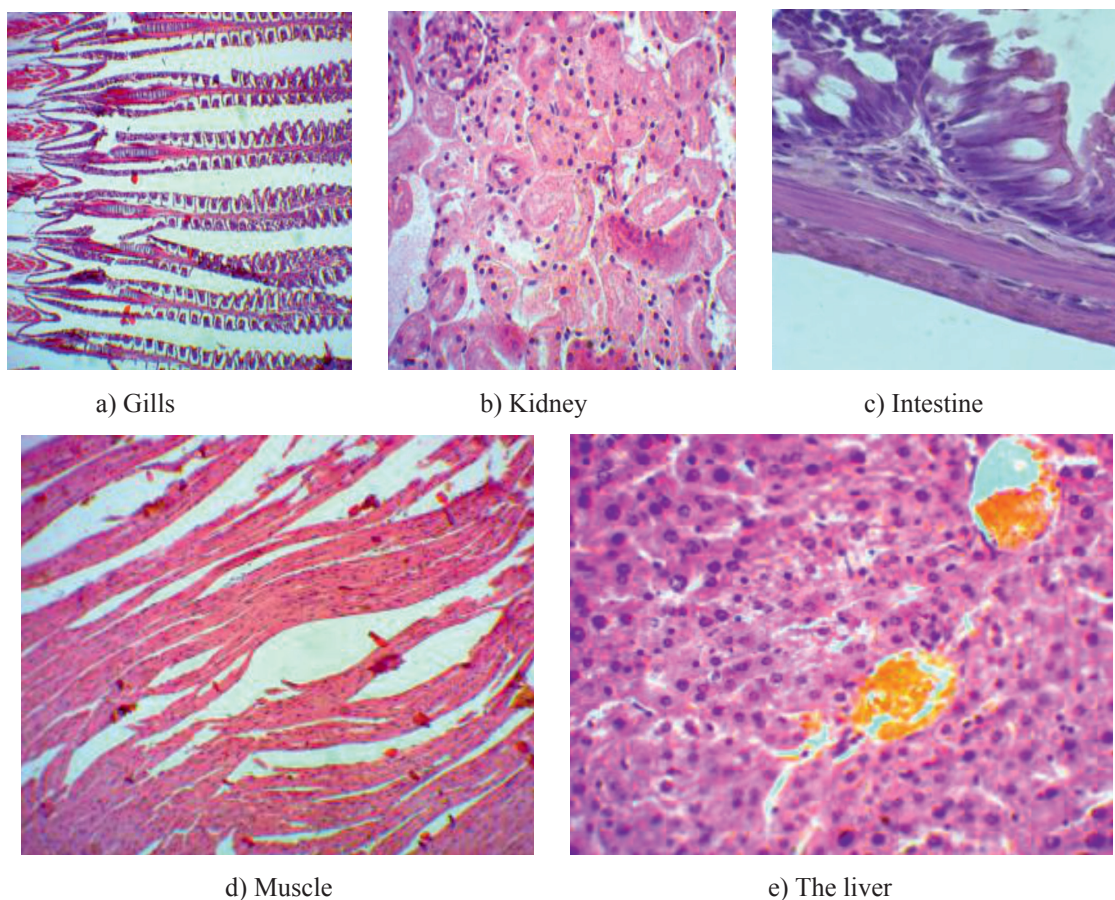 a) Gills
b) Kidney
c) Intestine
d) Muscle
e) The liver